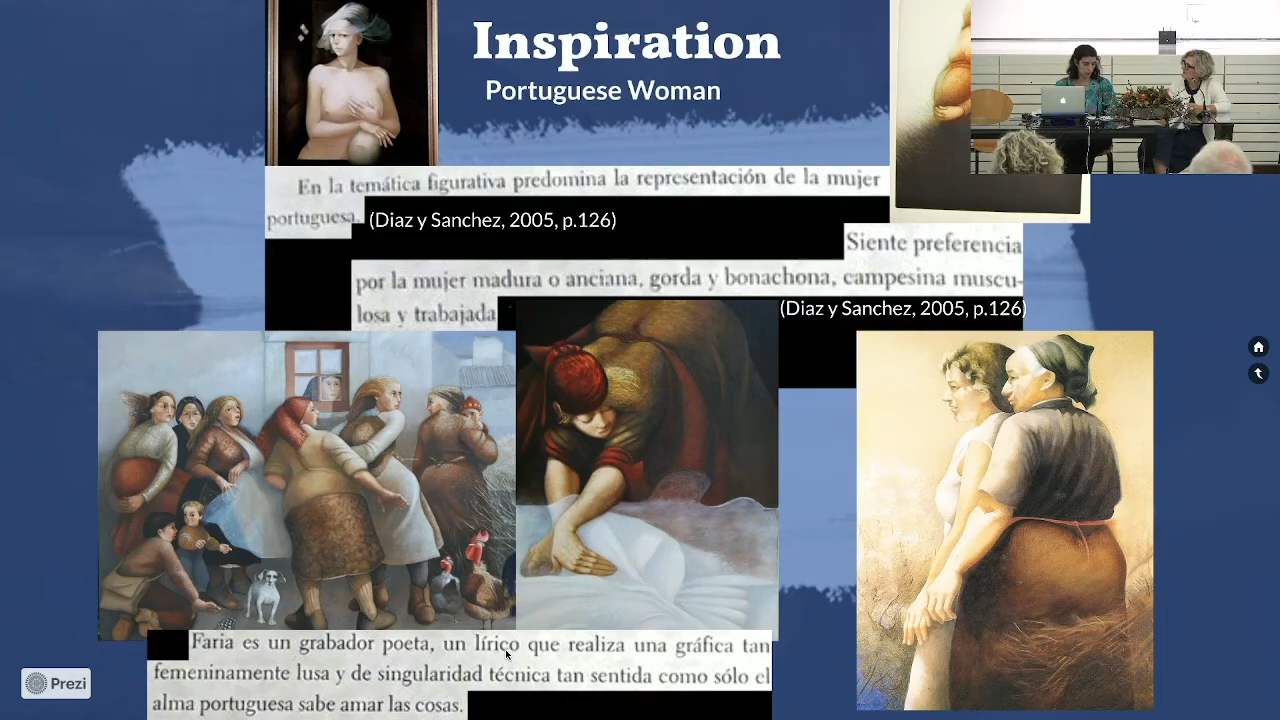 Inspiration
Portuguese Woman
En la temática figurativa predomina la representación de la mujer
portuguesa. (Diaz y Sanchez, 2005, p.126)
Siente preferencia
por la mujer madura o anciana, gorda y bonachona, campesina muscu-
losa y trabajada
(Diaz y Sanchez, 2005, p.126)
Faria es un grabador poeta, un lírico que realiza una gráfica tan
femeninamente lusa y de singularidad técnica tan sentida como sólo el
alma portuguesa sabe amar las cosas.
Prezi